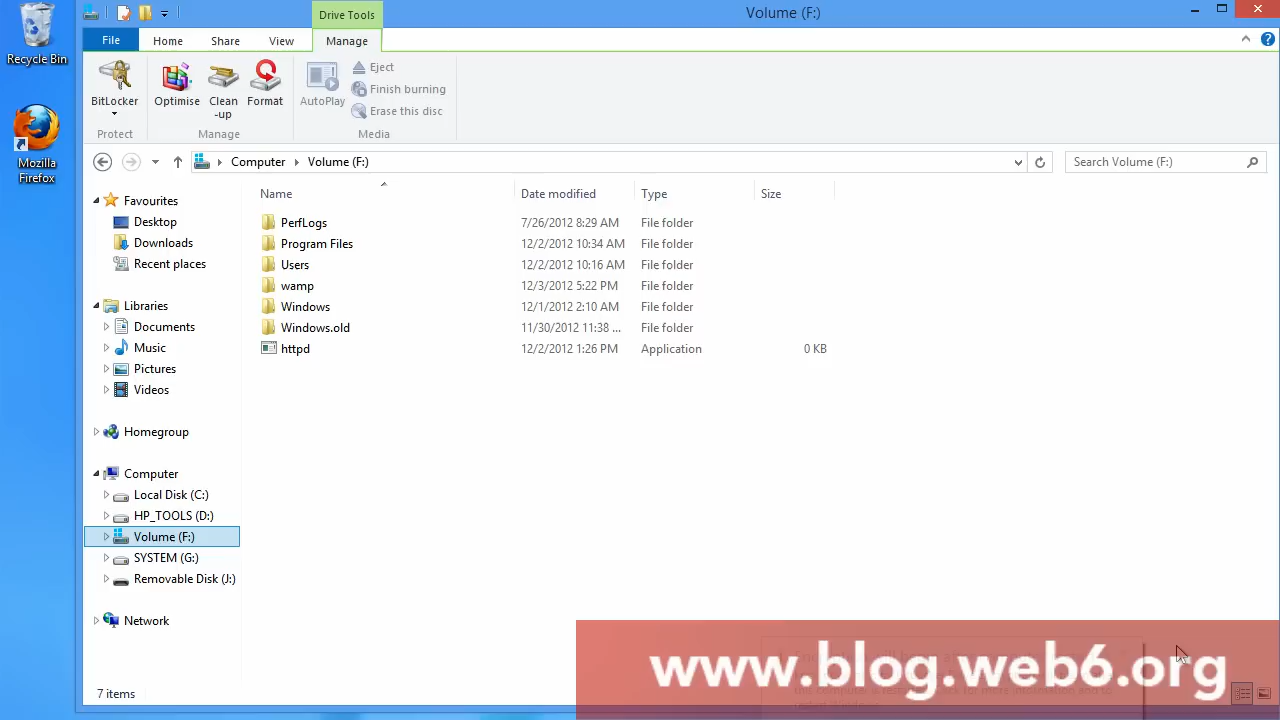 Drive Tools
Volume (F:)
Recycle Bin
File Home Share View Manage
BitLocker
Optimise
Clean
-up
Format
AutoPlay
Eject
Finish burning
Erase this disc
Protect
Manage
Media
Mozilla
Firefox
Computer Volume (F:)
Search Volume (F:)
Favourites
Desktop
Downloads
Recent places
Libraries
Documents
Music
Pictures
Videos
Homegroup
Computer
Local Disk (C:)
HP_TOOLS (D:)
Volume (F:)
SYSTEM (G:)
Removable Disk (J:)
Network
Name Date modified Type Size
PerfLogs 7/26/2012 8:29 AM File folder
Program Files 12/2/2012 10:34 AM File folder
Users 12/2/2012 10:16 AM File folder
wamp 12/3/2012 5:22 PM File folder
Windows 12/1/2012 2:10 AM File folder
Windows.old 11/30/2012 11:38 ... File folder
httpd 12/2/2012 1:26 PM Application 0 KB
7 items
www.blog.web6.org